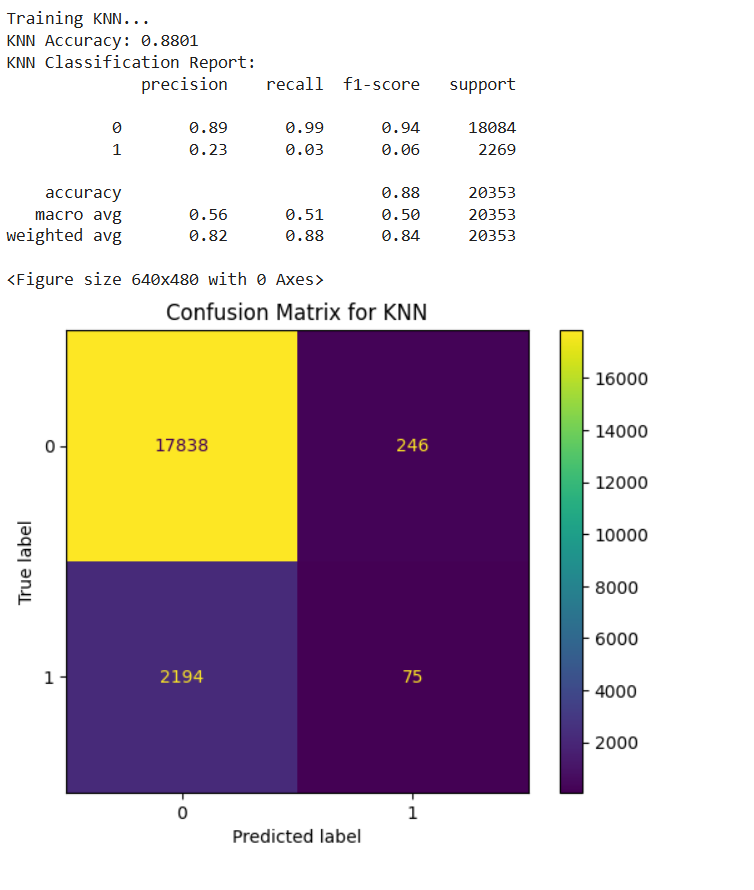 Training KNN...
KNN Accuracy: 0.8801
KNN Classification Report:
precision recall f1-score support
0 0.89 0.99 0.94 18084
1 0.23 0.03 0.06 2269
accuracy 0.88 20353
macro avg 0.56 0.51 0.50 20353
weighted avg 0.82 0.88 0.84 20353
<Figure size 640x480 with 0 Axes>
Confusion Matrix for KNN
16000
14000
0 17838 246
12000
10000
True label
8000
6000
1 2194 75
4000
2000
0 1
Predicted label